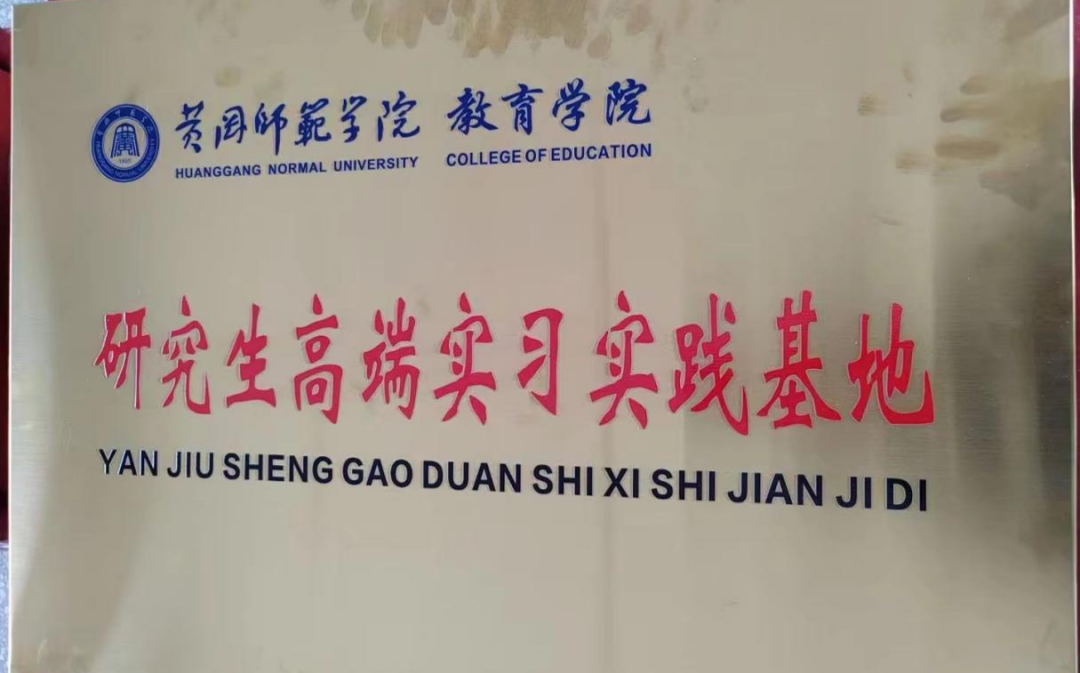 黄冈师範学院 教育学院
HUANGGANG NORMAL UNIVERSITY COLLEGE OF EDUCATION
研究生高端实习实践基地
YAN JIU SHENG GAO DUAN SHI XI SHI JIAN JI DI